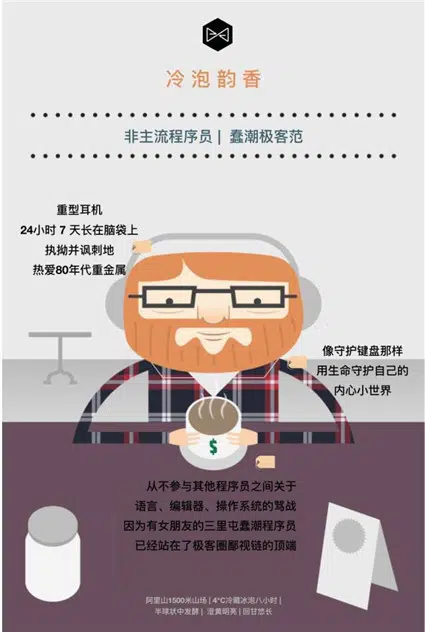 冷泡韵香
非主流程序员 | 蠢潮极客范
重型耳机
24小时 7 天长在脑袋上
执拗并讽刺地
热爱80年代重金属
像守护键盘那样
用生命守护自己的
内心小世界
$
从不参与其他程序员之间关于
语言、编辑器、操作系统的骂战
因为有女朋友的三里屯蠢潮程序员
已经站在了极客圈鄙视链的顶端
阿里山1500米山场 | 4°C冷藏冰泡八小时 |
半球状中发酵 | 澄黄明亮 | 回甘悠长